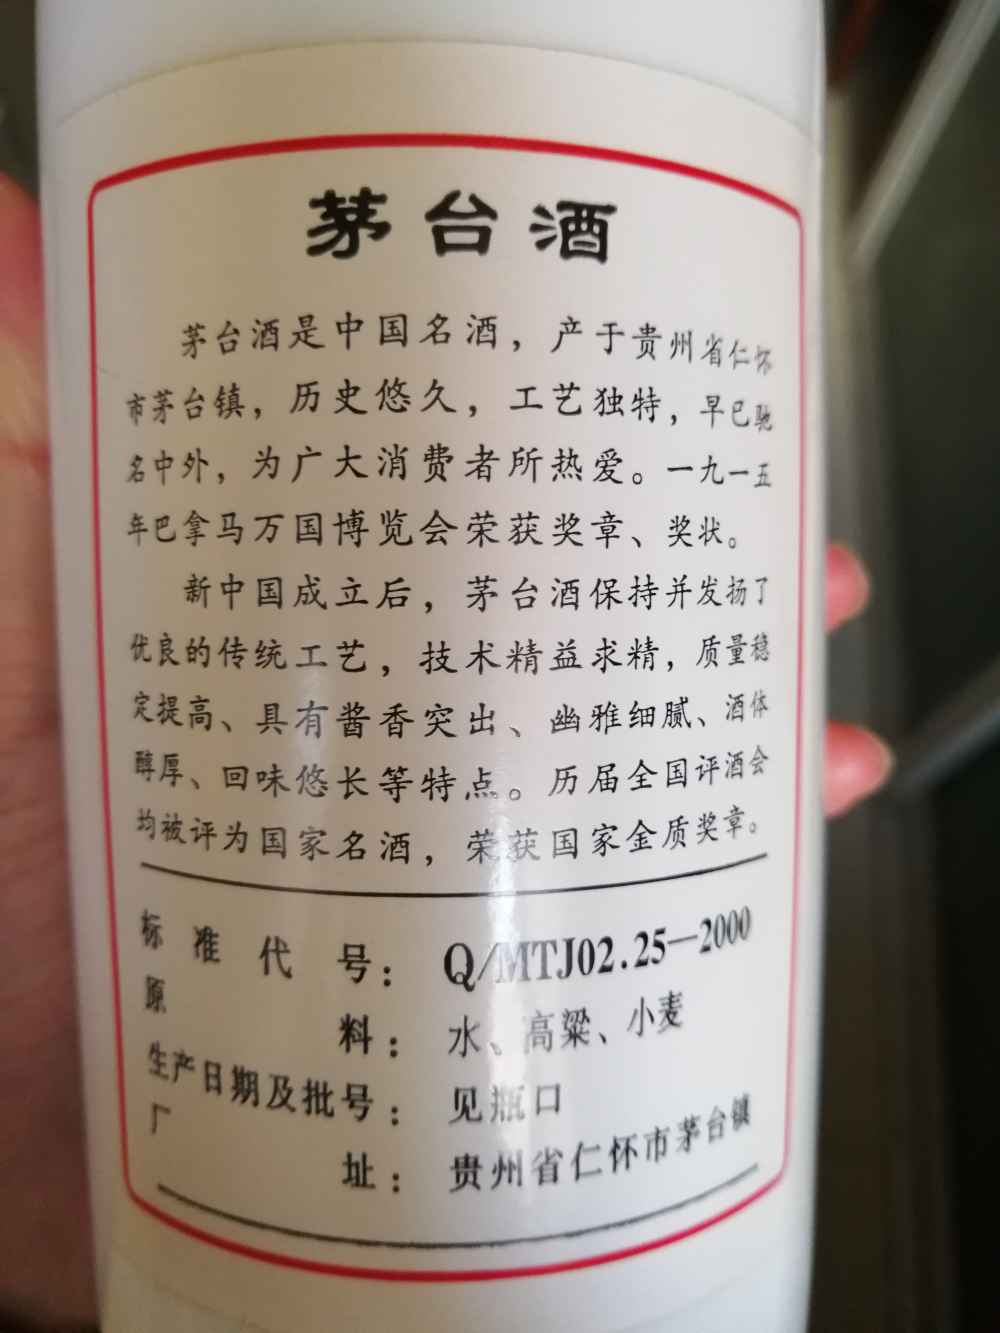 茅台酒
茅台酒是中国名酒，产于贵州省仁怀
市茅台镇，历史悠久，工艺独特，早巳驰
名中外，为广大消费者所热爱。一九一五
年巴拿马万国博览会荣获奖章、奖状。
新中国成立后，茅台酒保持并发扬了
优良的传统工艺，技术精益求精，质量稳
定提高、具有酱香突出、幽雅细腻、酒体
醇厚、回味悠长等特点。历届全国评酒会
均被评为国家名酒，荣获国家金质奖章。
标准代号：Q/MTJ02.25—2000
原料：水、高粱、小麦
生产日期及批号：见瓶口
厂址：贵州省仁怀市茅台镇